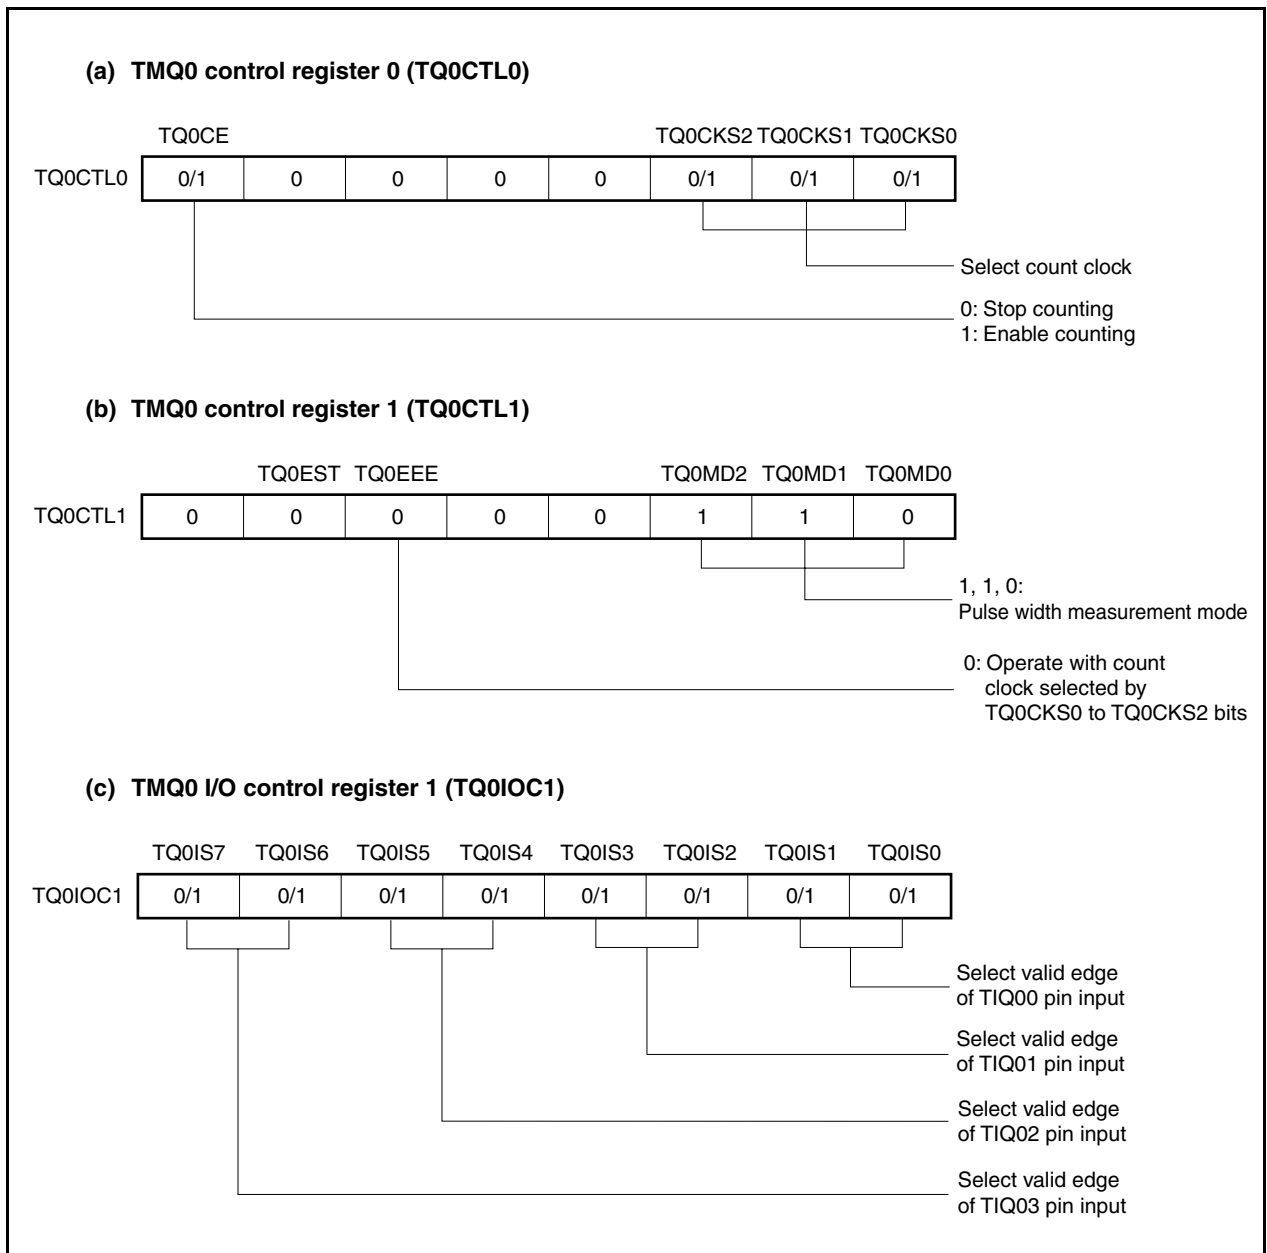 (a) TMQ0 control register 0 (TQ0CTL0)
TQ0CE TQ0CKS2 TQ0CKS1 TQ0CKS0
TQ0CTL0 0/1 0 0 0 0 0/1 0/1 0/1
Select count clock
0: Stop counting
1: Enable counting
(b) TMQ0 control register 1 (TQ0CTL1)
TQ0EST TQ0EEE TQ0MD2 TQ0MD1 TQ0MD0
TQ0CTL1 0 0 0 0 0 1 1 0
1, 1, 0:
Pulse width measurement mode
0: Operate with count
clock selected by
TQ0CKS0 to TQ0CKS2 bits
(c) TMQ0 I/O control register 1 (TQ0IOC1)
TQ0IS7 TQ0IS6 TQ0IS5 TQ0IS4 TQ0IS3 TQ0IS2 TQ0IS1 TQ0IS0
TQ0IOC1 0/1 0/1 0/1 0/1 0/1 0/1 0/1 0/1
Select valid edge
of TIQ00 pin input
Select valid edge
of TIQ01 pin input
Select valid edge
of TIQ02 pin input
Select valid edge
of TIQ03 pin input